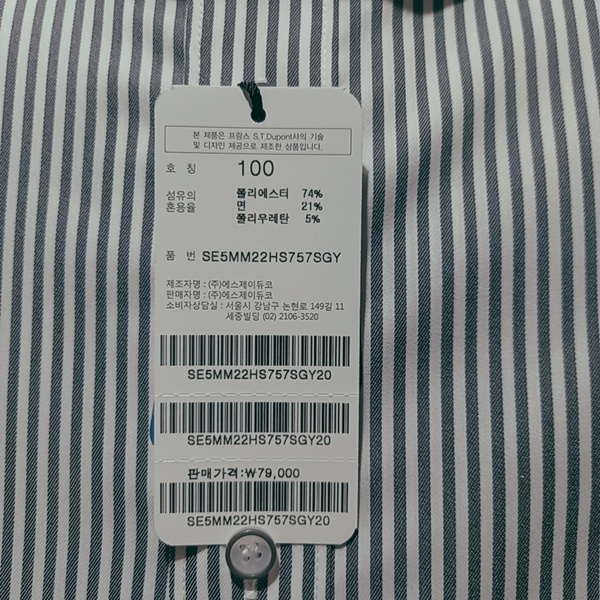 본 제품은 프랑스 S.T.Dupont사의 기술
및 디자인 제공으로 제조한 상품입니다.
호 칭 100
섬유의 폴리에스터 74%
혼용율 면 21%
폴리우레탄 5%
품 번 SE5MM22HS757SGY
제조자명 : (주)에스제이듀코
판매자명 : (주)에스제이듀코
소비자상담실 : 서울시 강남구 논현로 149길 11
세중빌딩 (02) 2106-3520
SE5MM22HS757SGY20
SE5MM22HS757SGY20
판매가격:₩79,000
SE5MM22HS757SGY20